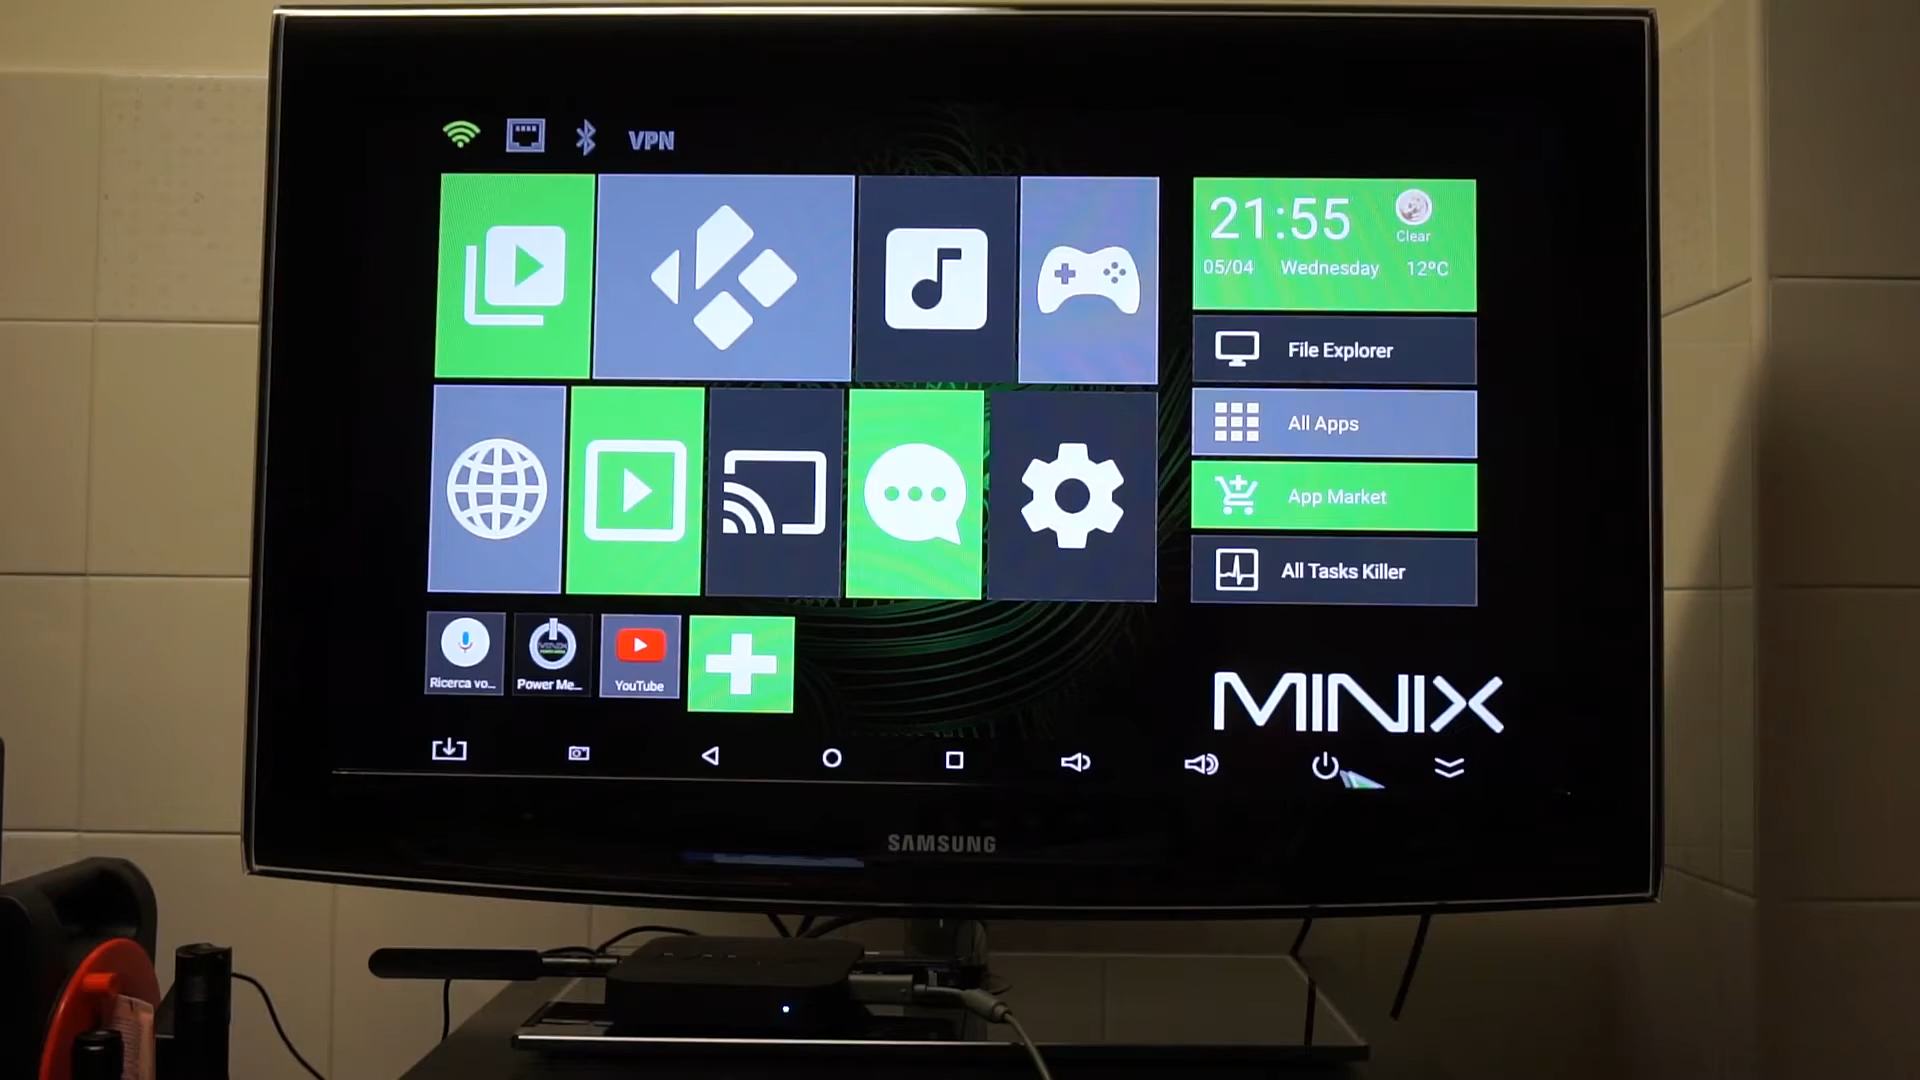 VPN
21:55
Clear
05/04 Wednesday 12°C
File Explorer
All Apps
App Market
All Tasks Killer
Ricerca vo...
Power Me...
YouTube
MINIX
SAMSUNG